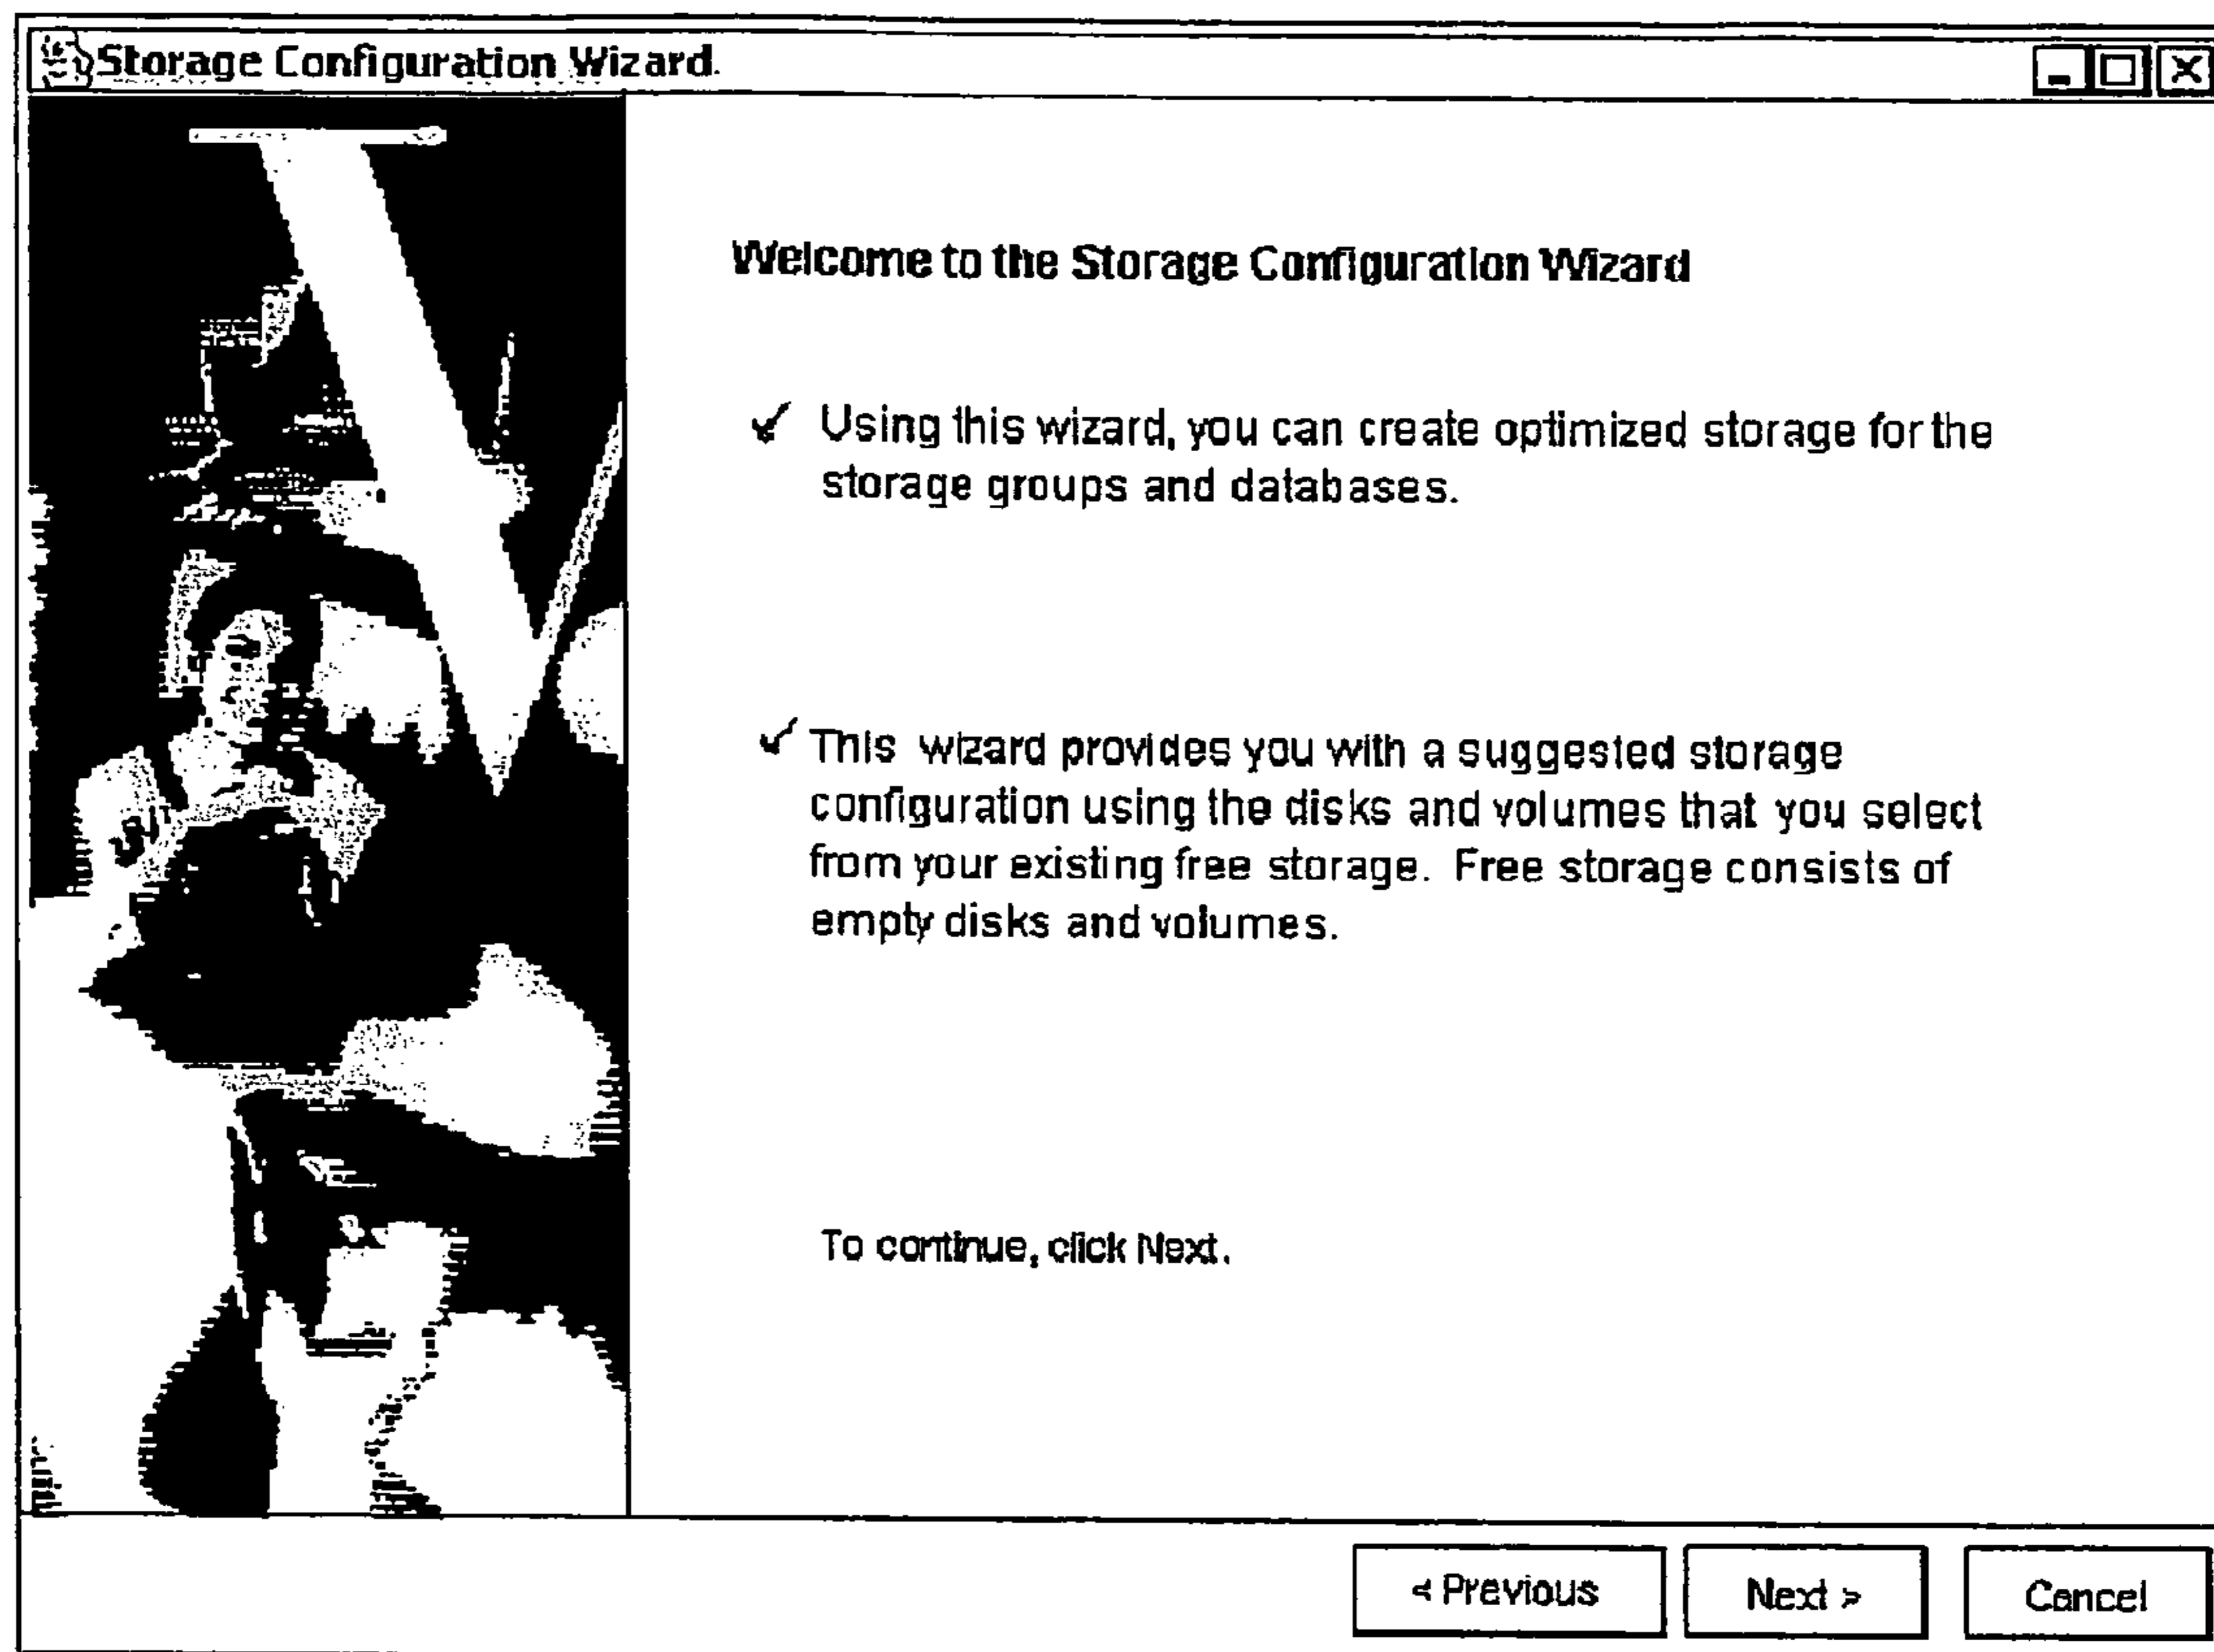 Storage Configuration Wizard.
Welcome to the Storage Configuration Wizard
✓ Using this wizard, you can create optimized storage for the
storage groups and databases.
✓ This wizard provides you with a suggested storage
configuration using the disks and volumes that you select
from your existing free storage. Free storage consists of
empty disks and volumes.
To continue, click Next.
< Previous Next > Cancel